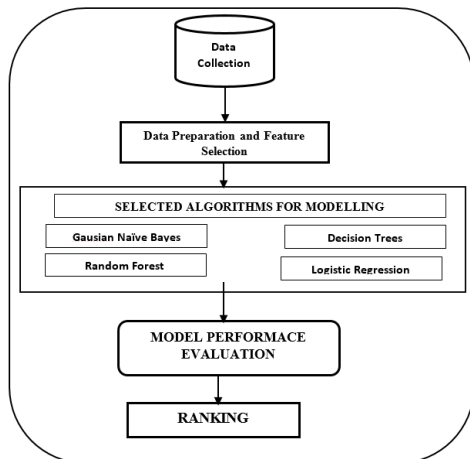 Data
Collection
Data Preparation and Feature
Selection
SELECTED ALGORITHMS FOR MODELLING
Gausian Naïve Bayes
Decision Trees
Random Forest
Logistic Regression
MODEL PERFORMACE
EVALUATION
RANKING